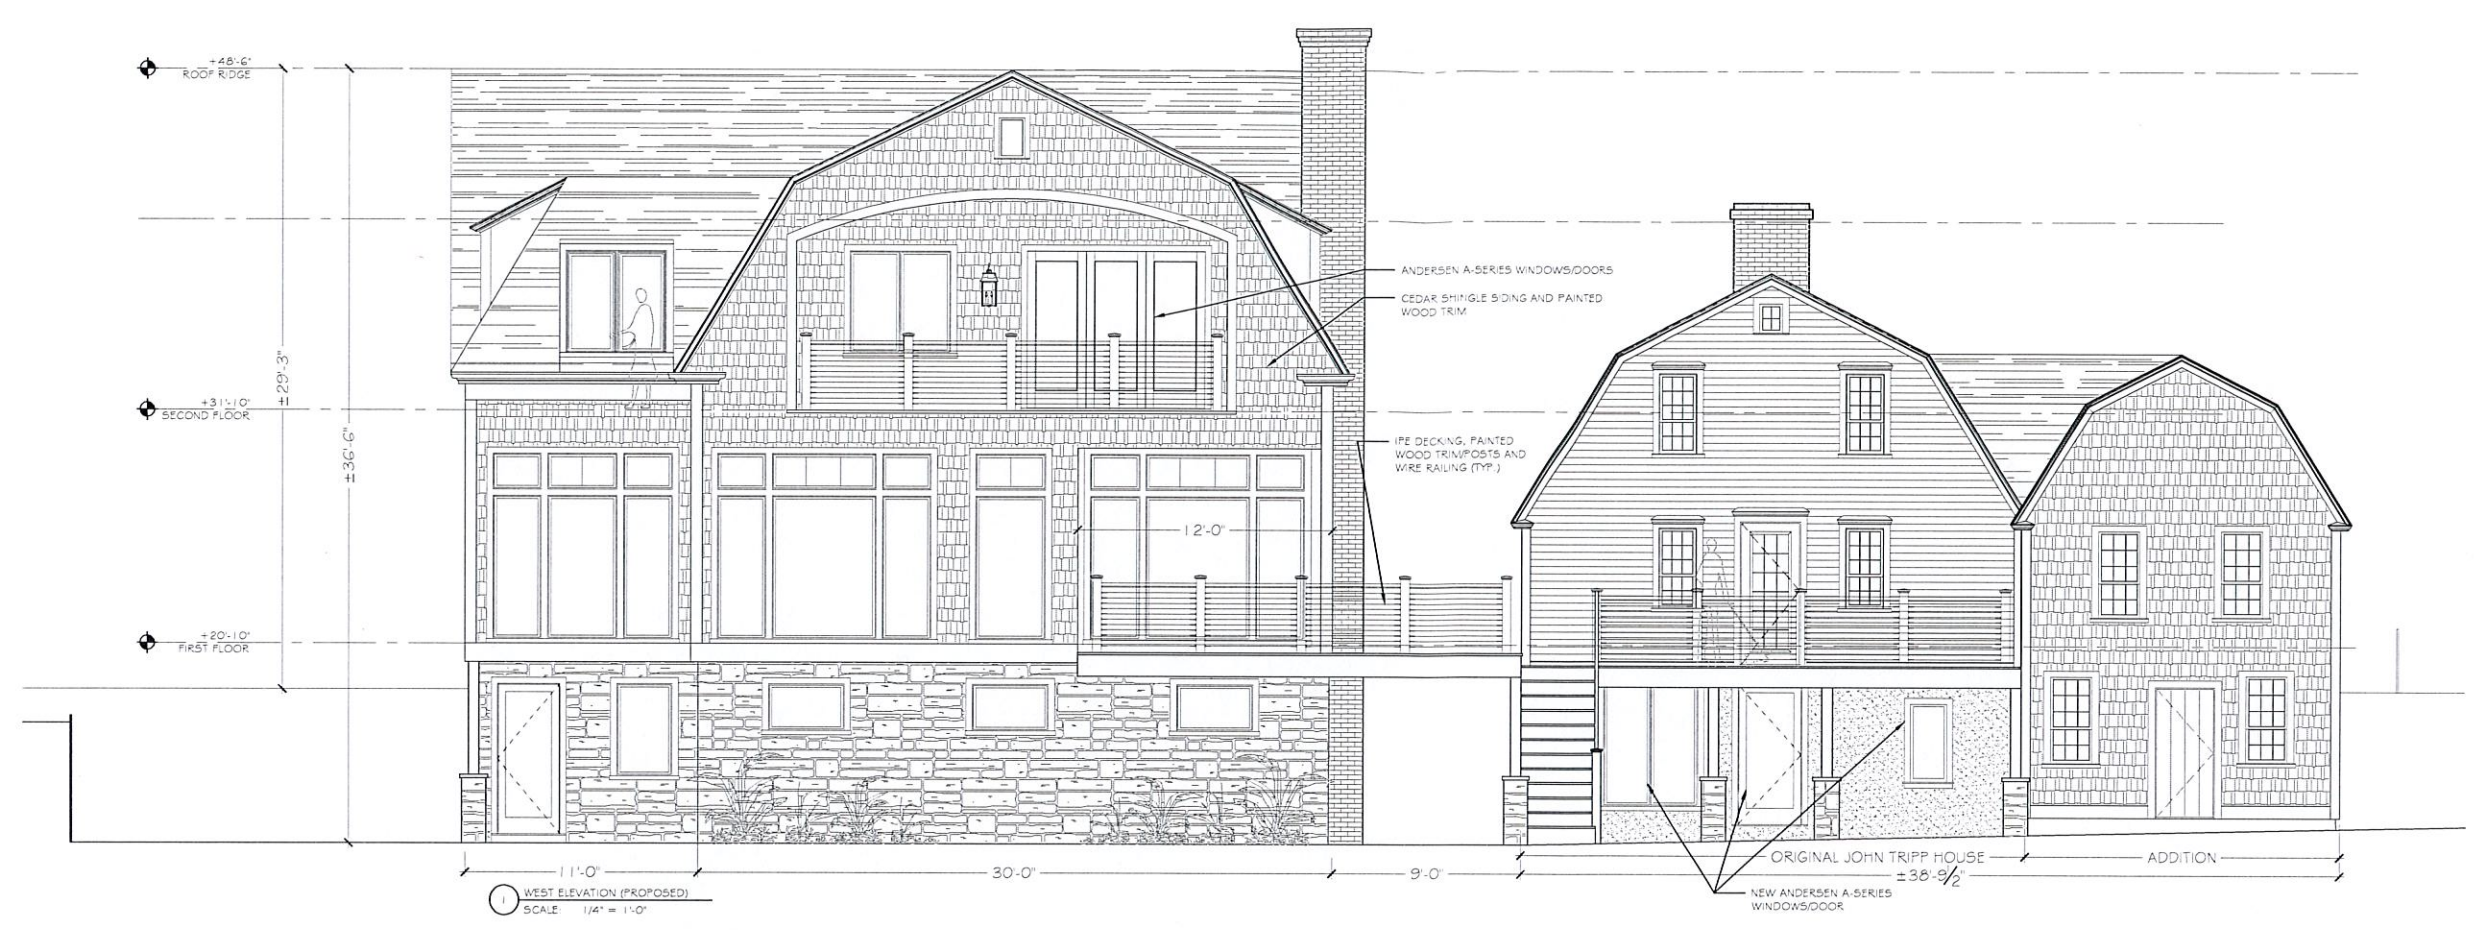 +48'-6"
ROOF RIDGE
±29'-3"
±36'-6"
+31'-10"
SECOND FLOOR
+20'-10"
FIRST FLOOR
ANDERSEN A-SERIES WINDOWS/DOORS
CEDAR SHINGLE SIDING AND PAINTED
WOOD TRIM
IPE DECKING, PAINTED
WOOD TRIM/POSTS AND
WIRE RAILING (TYP.)
12'-0"
11'-0"
30'-0"
9'-0"
ORIGINAL JOHN TRIPP HOUSE
ADDITION
±38'-9 1/2"
NEW ANDERSEN A-SERIES
WINDOWS/DOOR
1
WEST ELEVATION (PROPOSED)
SCALE: 1/4" = 1'-0"